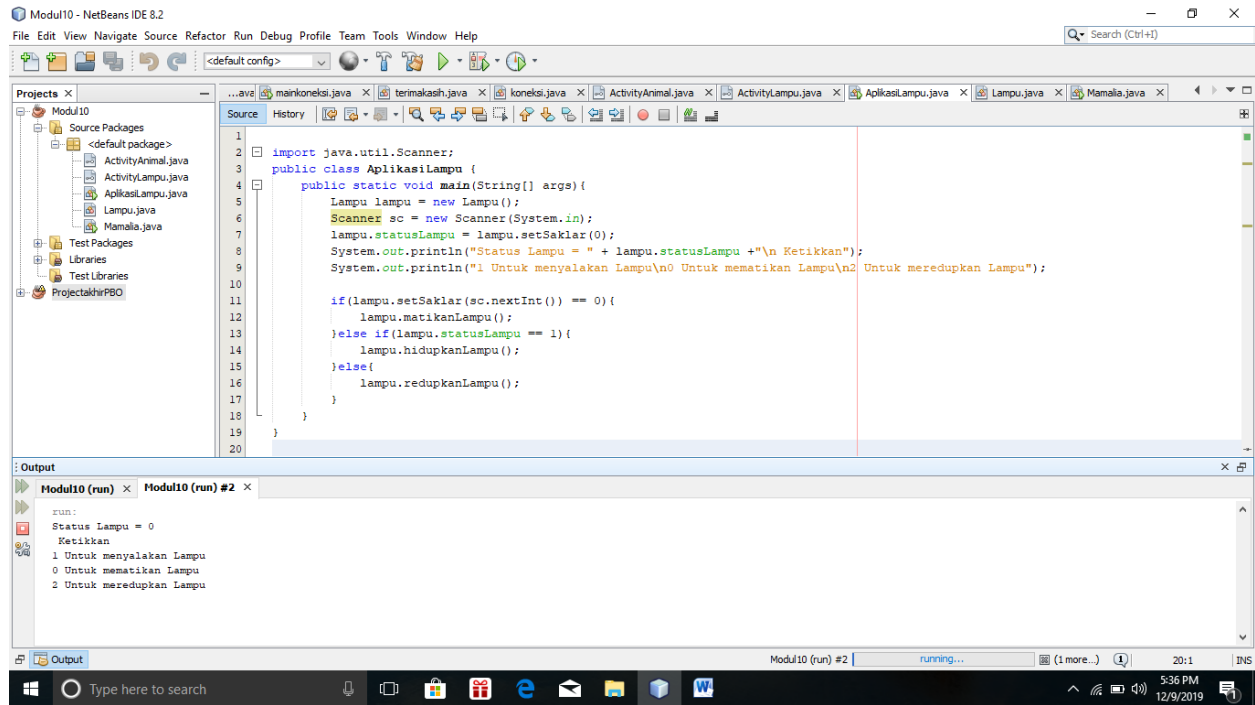 Modul10 - NetBeans IDE 8.2
File Edit View Navigate Source Refactor Run Debug Profile Team Tools Window Help
Search (Ctrl+I)
<default config>
Projects
Modul10
Source Packages
<default package>
ActivityAnimal.java
ActivityLampu.java
AplikasiLampu.java
Lampu.java
Mamalia.java
Test Packages
Libraries
Test Libraries
ProjectakhirPBO
...ava mainkoneksi.java terimakasih.java koneksi.java ActivityAnimal.java ActivityLampu.java AplikasiLampu.java Lampu.java Mamalia.java
Source History
1
2 import java.util.Scanner;
3 public class AplikasiLampu {
4 public static void main(String[] args){
5 Lampu lampu = new Lampu();
6 Scanner sc = new Scanner(System.in);
7 lampu.statusLampu = lampu.setSaklar(0);
8 System.out.println("Status Lampu = " + lampu.statusLampu +"\n Ketikkan");
9 System.out.println("1 Untuk menyalakan Lampu\n0 Untuk mematikan Lampu\n2 Untuk meredupkan Lampu");
10
11 if(lampu.setSaklar(sc.nextInt()) == 0){
12 lampu.matikanLampu();
13 }else if(lampu.statusLampu == 1){
14 lampu.hidupkanLampu();
15 }else{
16 lampu.redupkanLampu();
17 }
18 }
19 }
20
Output
Modul10 (run) Modul10 (run) #2
run:
Status Lampu = 0
Ketikkan
1 Untuk menyalakan Lampu
0 Untuk mematikan Lampu
2 Untuk meredupkan Lampu
Output
Modul10 (run) #2 running... (1 more...) 1 20:1 INS
Type here to search
5:36 PM
12/9/2019